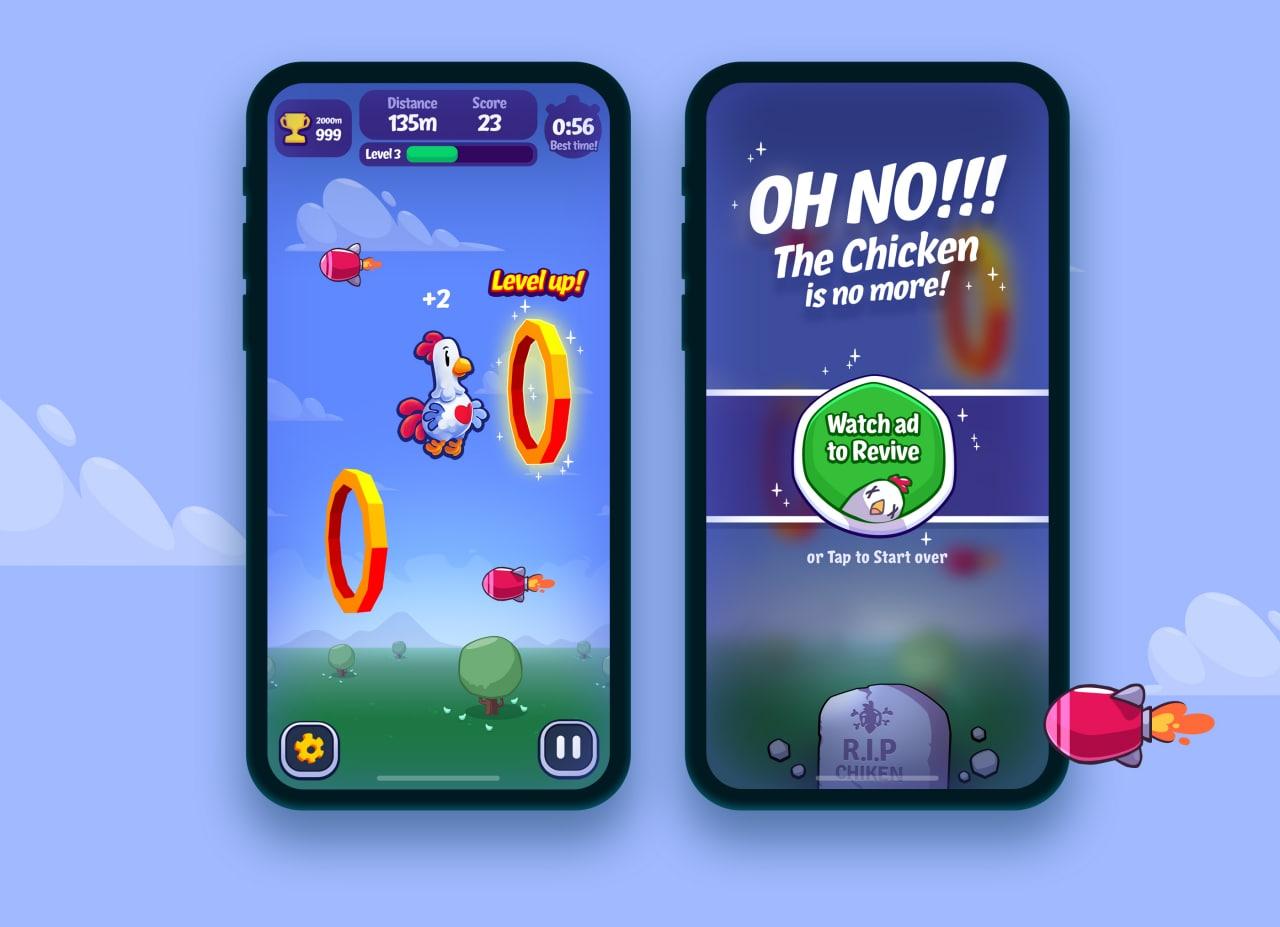 2000m
999
Distance
135m
Score
23
0:56
Best time!
Level 3
Level up!
+2
OH NO!!!
The Chicken
is no more!
Watch ad
to Revive
or Tap to Start over
R.I.P
CHIKEN